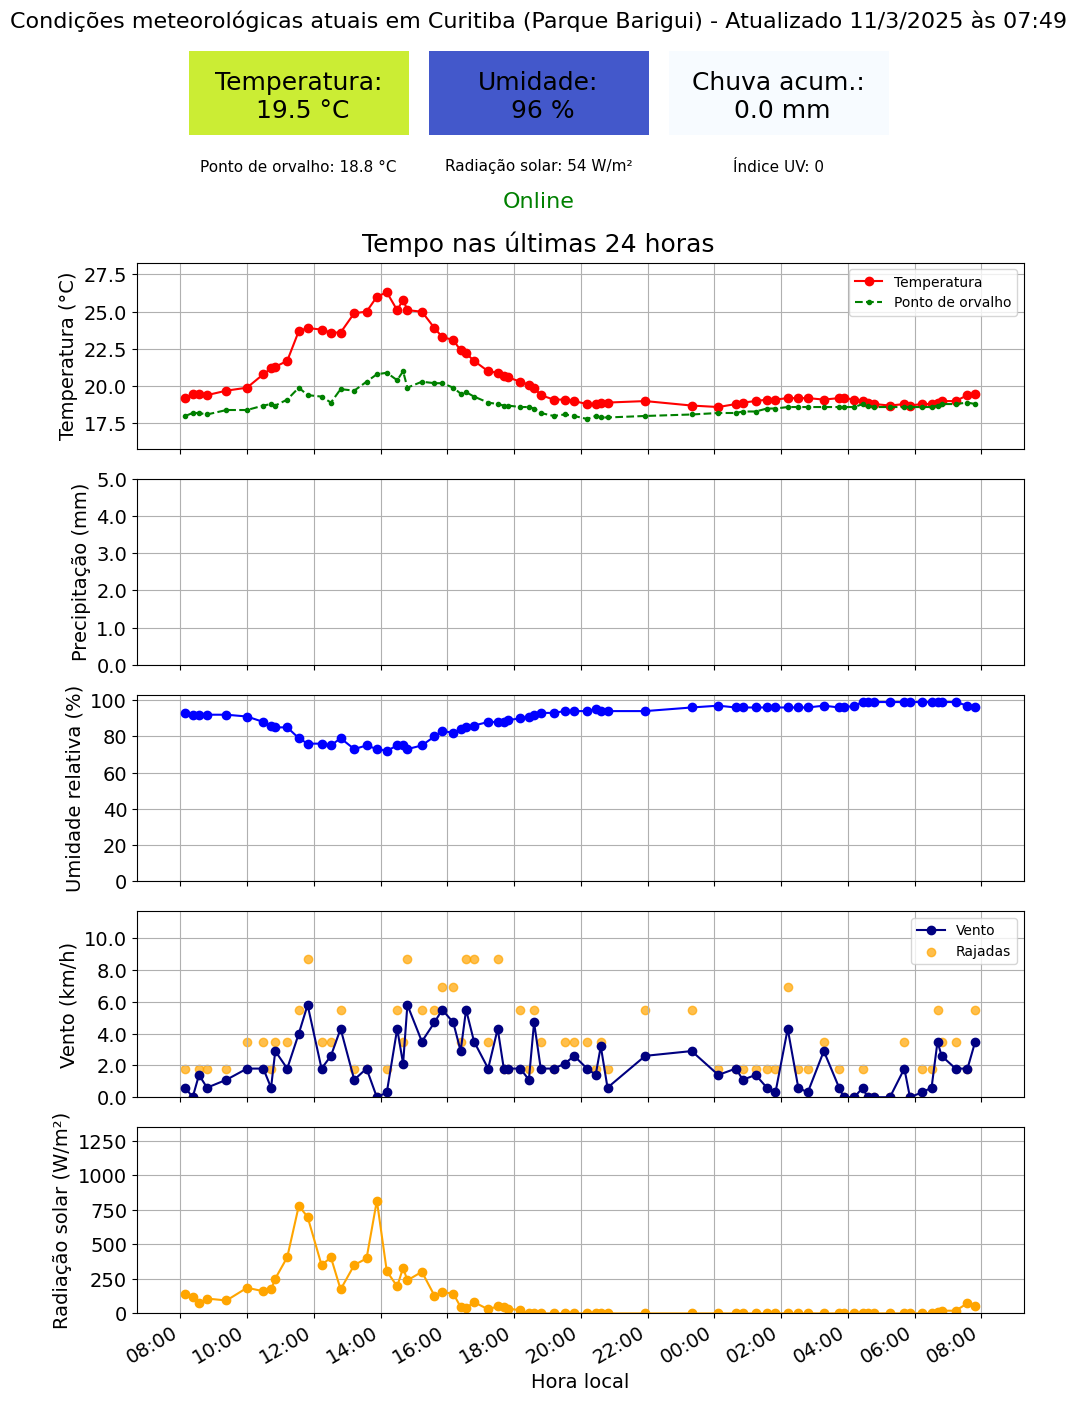 Condições meteorológicas atuais em Curitiba (Parque Barigui) - Atualizado 11/3/2025 às 07:49
Temperatura:
19.5 °C
Umidade:
96 %
Chuva acum.:
0.0 mm
Ponto de orvalho: 18.8 °C
Radiação solar: 54 W/m²
Índice UV: 0
Online
Tempo nas últimas 24 horas
Temperatura (°C)
27.5
25.0
22.5
20.0
17.5
Temperatura
Ponto de orvalho
Precipitação (mm)
5.0
4.0
3.0
2.0
1.0
0.0
Umidade relativa (%)
100
80
60
40
20
0
Vento (km/h)
10.0
8.0
6.0
4.0
2.0
0.0
Vento
Rajadas
Radiação solar (W/m²)
1250
1000
750
500
250
0
08:00
10:00
12:00
14:00
16:00
18:00
20:00
22:00
00:00
02:00
04:00
06:00
08:00
Hora local